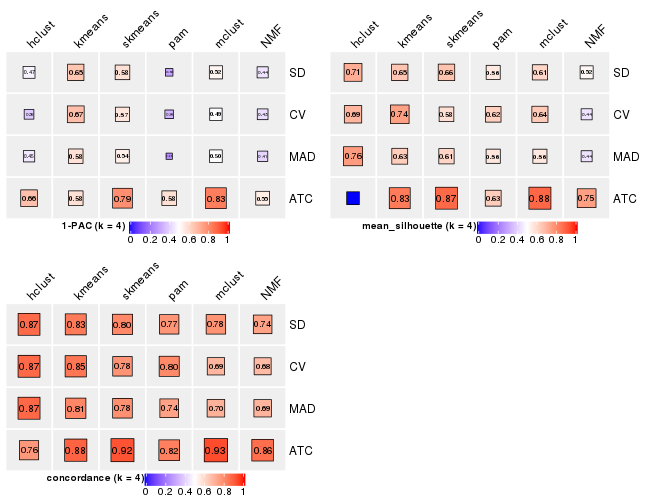 hclust kmeans skmeans pam mclust NMF
0.47 0.65 0.58 0.52 0.44 SD
0.67 0.57 0.49 CV
0.45 0.58 0.54 0.50 MAD
0.66 0.58 0.79 0.58 0.83 0.55 ATC
1-PAC (k = 4)
0 0.2 0.4 0.6 0.8 1
hclust kmeans skmeans pam mclust NMF
0.71 0.65 0.66 0.56 0.61 0.52 SD
0.69 0.74 0.58 0.62 0.64 0.44 CV
0.76 0.63 0.61 0.56 0.56 0.44 MAD
0.83 0.87 0.63 0.88 0.75 ATC
mean_silhouette (k = 4)
0 0.2 0.4 0.6 0.8 1
hclust kmeans skmeans pam mclust NMF
0.87 0.83 0.80 0.77 0.78 0.74 SD
0.87 0.85 0.78 0.80 0.69 0.68 CV
0.87 0.81 0.78 0.74 0.70 0.69 MAD
0.76 0.88 0.92 0.82 0.93 0.86 ATC
concordance (k = 4)
0 0.2 0.4 0.6 0.8 1